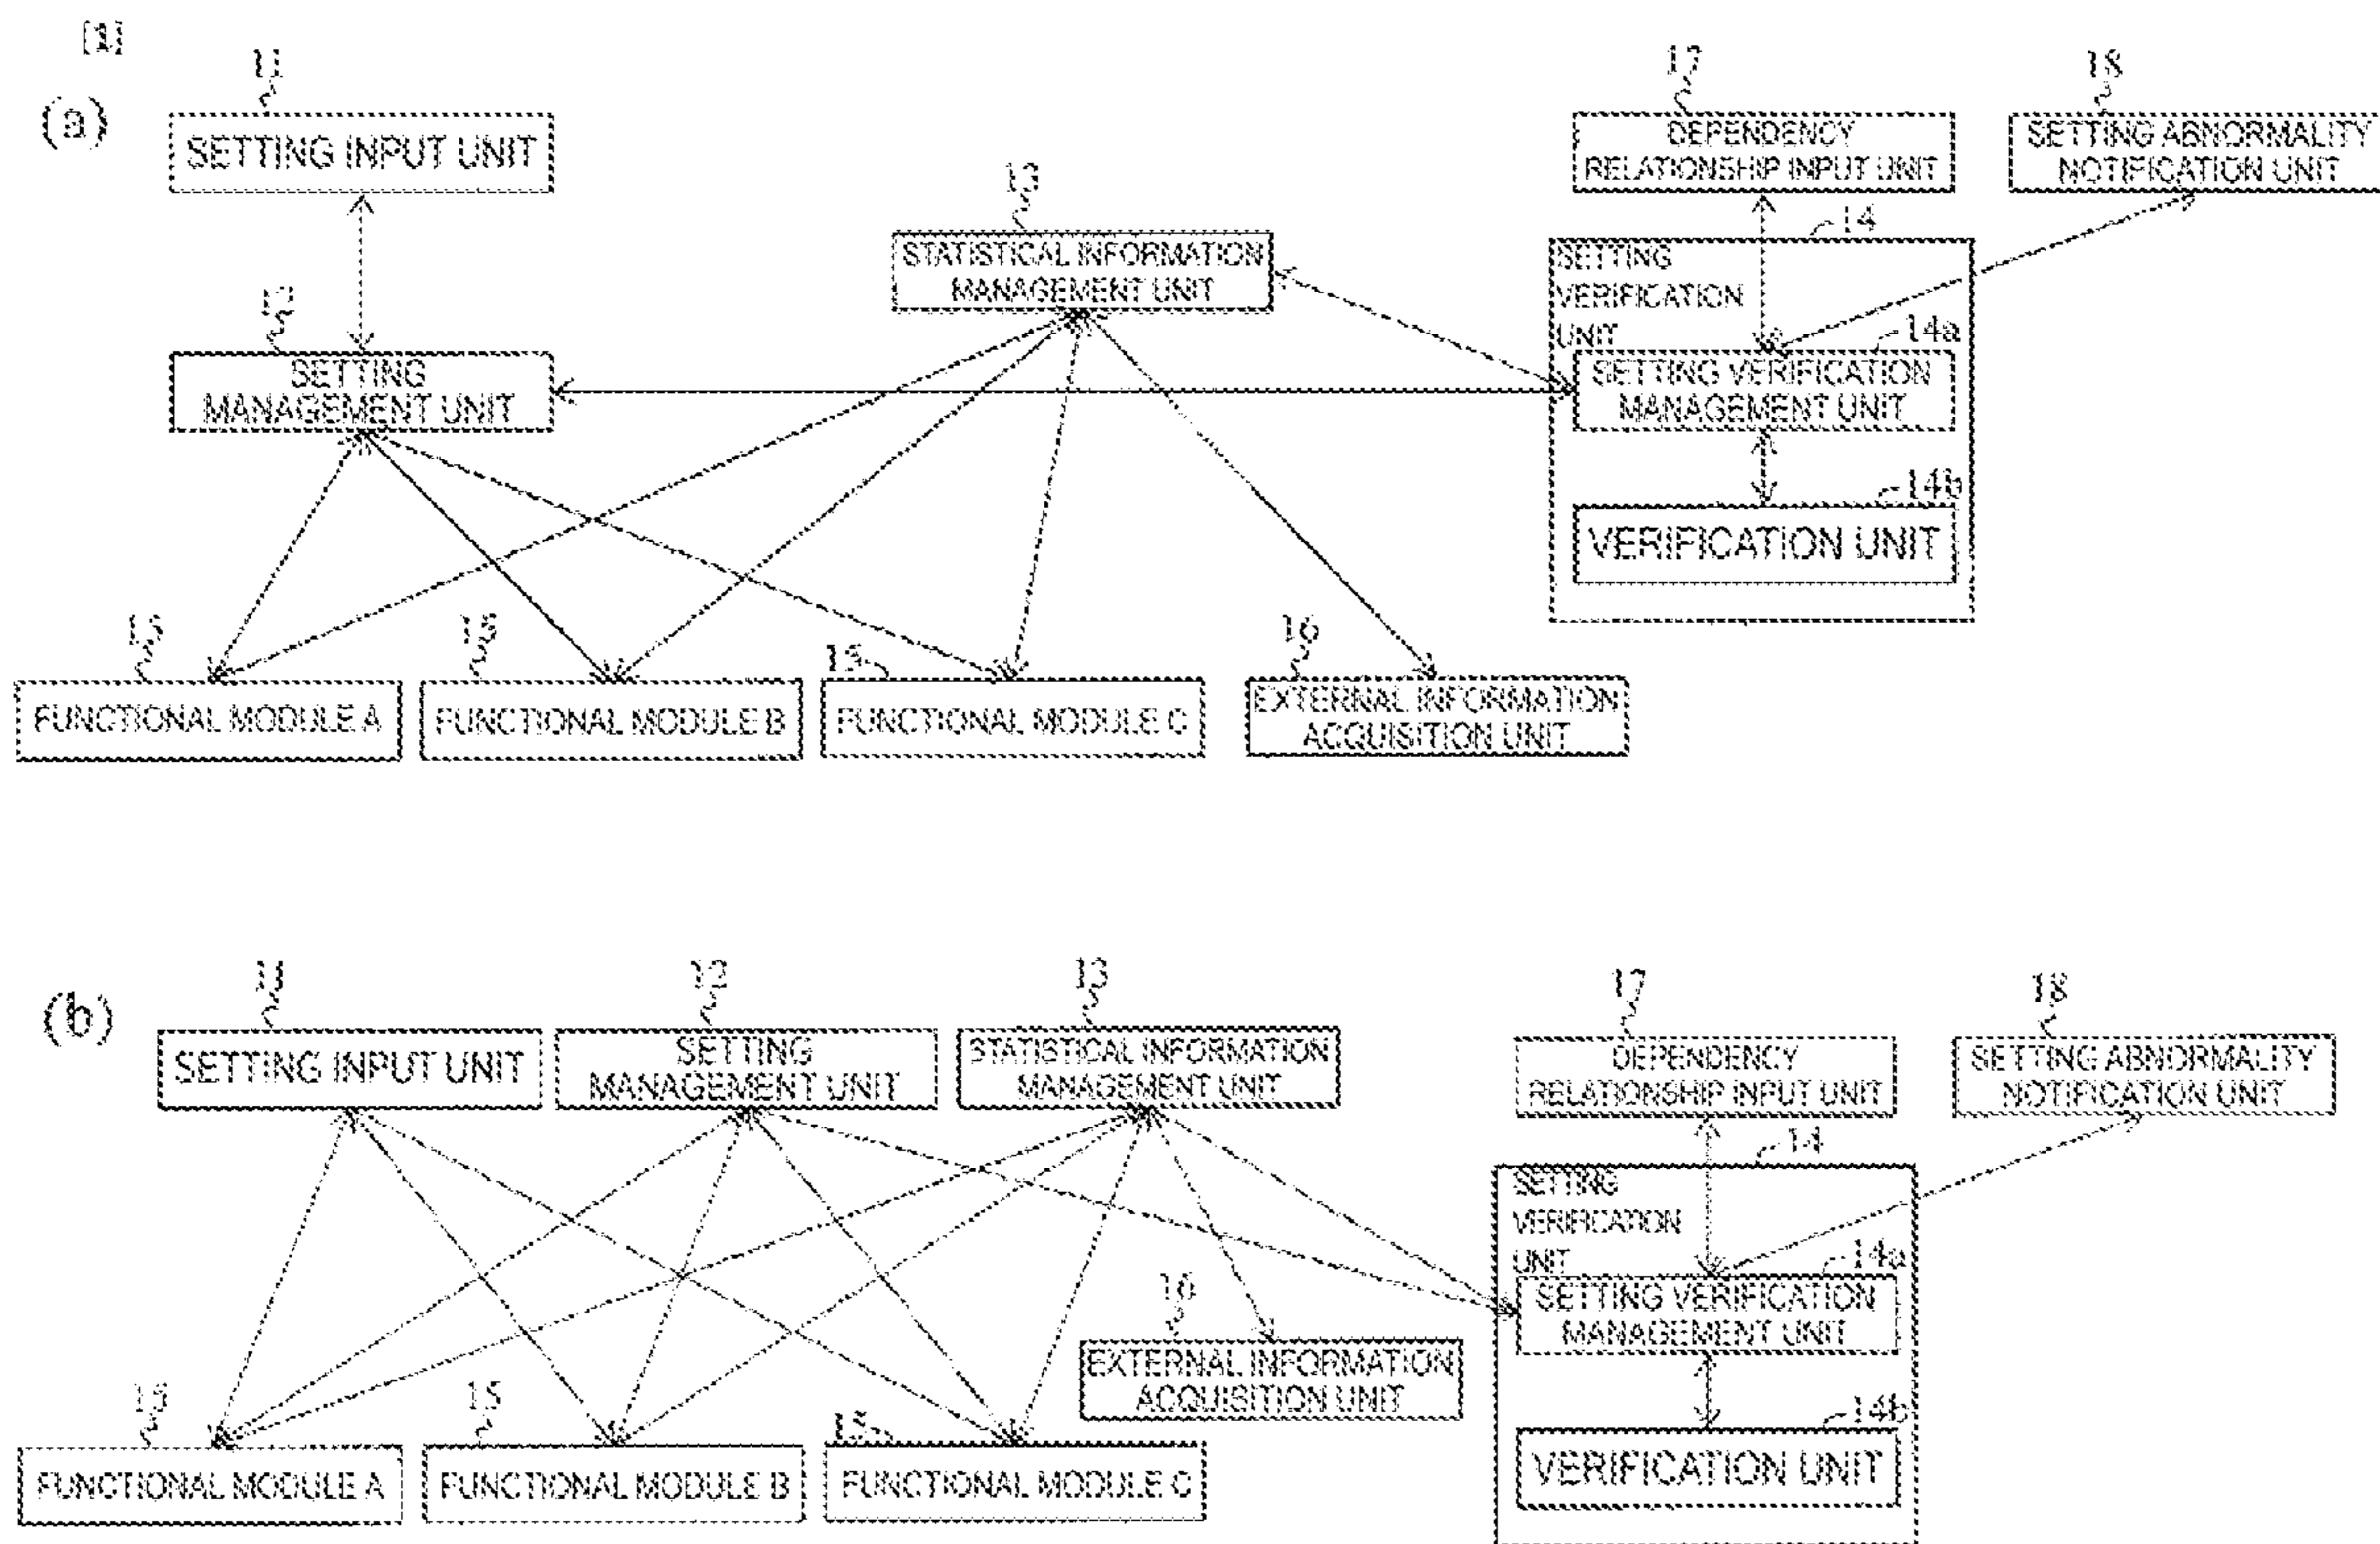 [1]
(a)
11
SETTING INPUT UNIT
12
SETTING
MANAGEMENT UNIT
13
STATISTICAL INFORMATION
MANAGEMENT UNIT
17
DEPENDENCY
RELATIONSHIP INPUT UNIT
18
SETTING ABNORMALITY
NOTIFICATION UNIT
14
SETTING
VERIFICATION
UNIT
14a
SETTING VERIFICATION
MANAGEMENT UNIT
14b
VERIFICATION UNIT
15
FUNCTIONAL MODULE A
15
FUNCTIONAL MODULE B
15
FUNCTIONAL MODULE C
16
EXTERNAL INFORMATION
ACQUISITION UNIT
(b)
11
SETTING INPUT UNIT
12
SETTING
MANAGEMENT UNIT
13
STATISTICAL INFORMATION
MANAGEMENT UNIT
17
DEPENDENCY
RELATIONSHIP INPUT UNIT
18
SETTING ABNORMALITY
NOTIFICATION UNIT
14
SETTING
VERIFICATION
UNIT
14a
SETTING VERIFICATION
MANAGEMENT UNIT
14b
VERIFICATION UNIT
16
EXTERNAL INFORMATION
ACQUISITION UNIT
15
FUNCTIONAL MODULE A
15
FUNCTIONAL MODULE B
15
FUNCTIONAL MODULE C